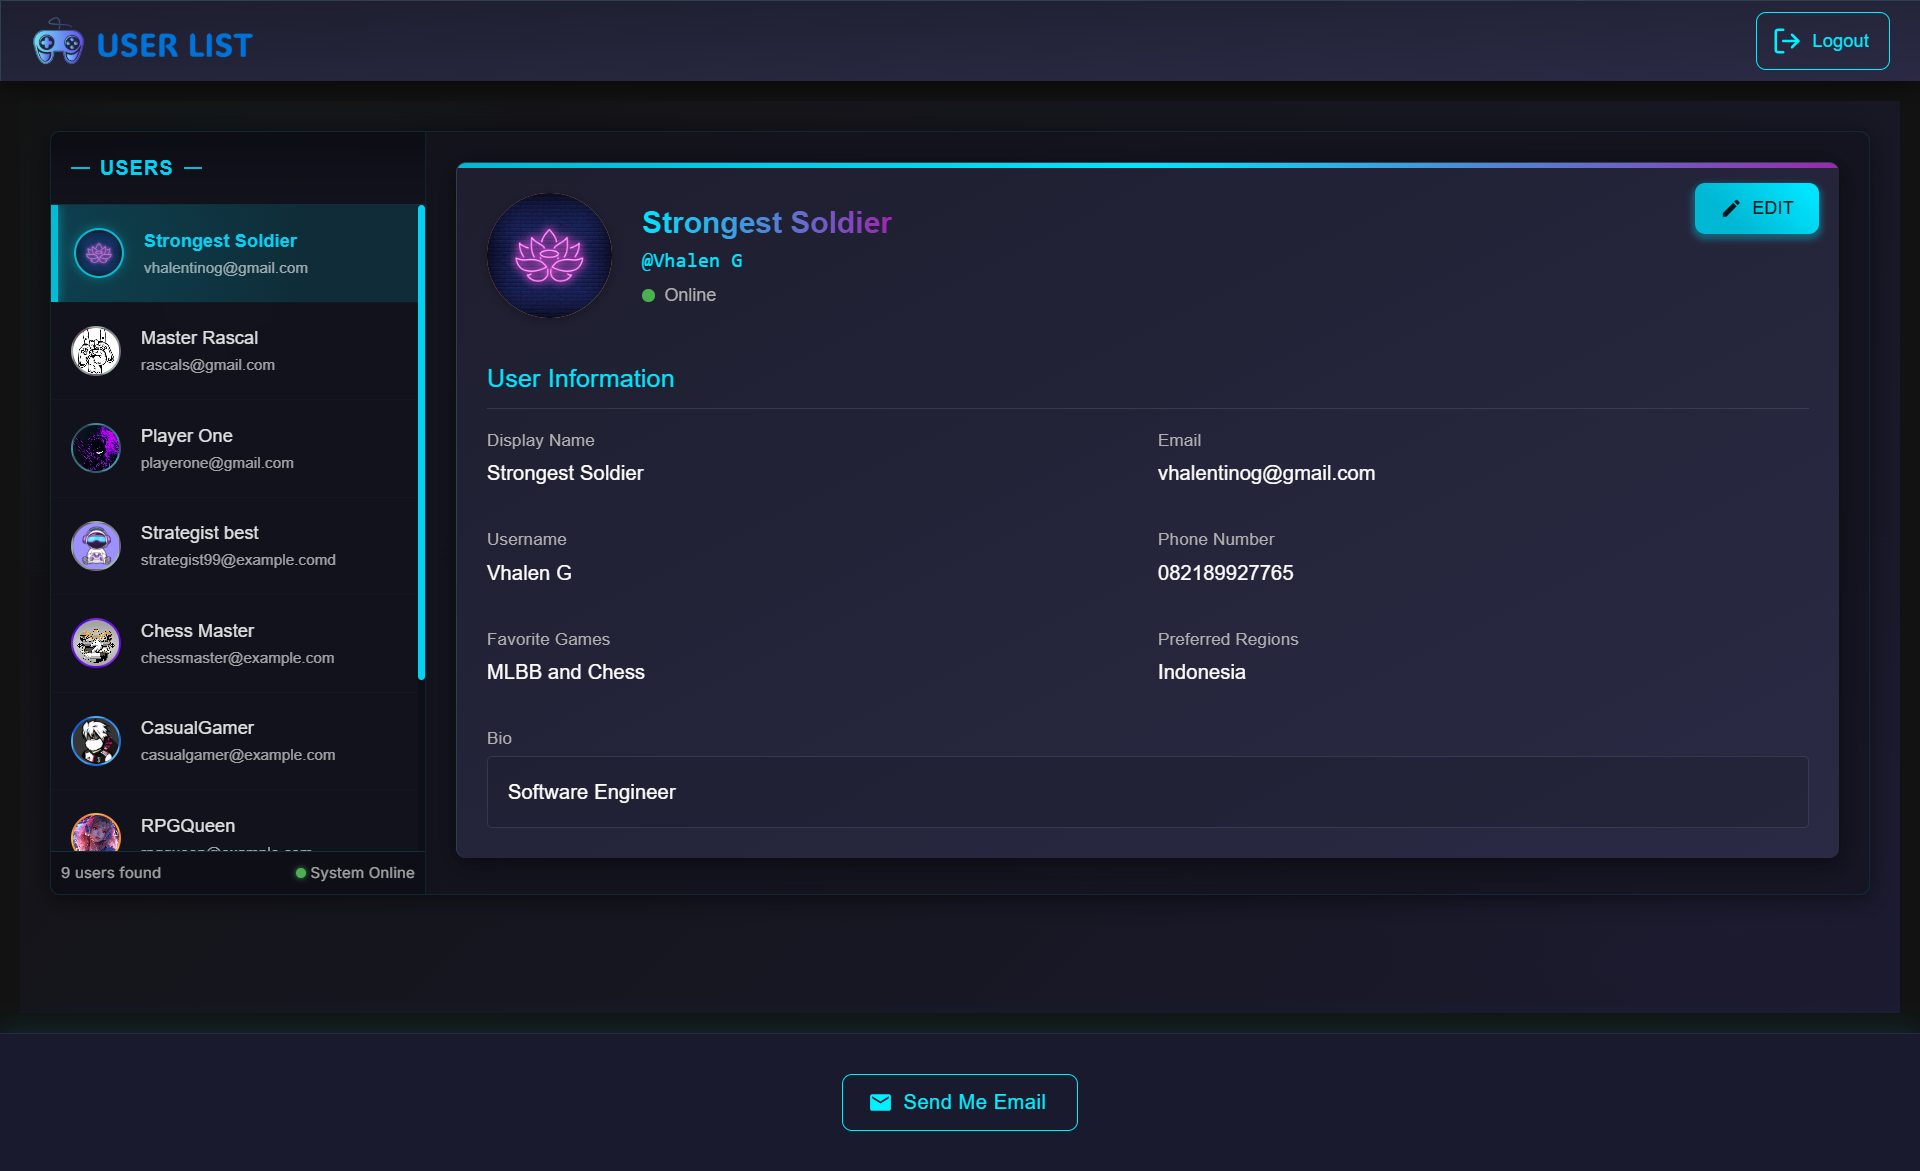 USER LIST
Logout
USERS
Strongest Soldier
vhalentinog@gmail.com
Master Rascal
rascals@gmail.com
Player One
playerone@gmail.com
Strategist best
strategist99@example.comd
Chess Master
chessmaster@example.com
CasualGamer
casualgamer@example.com
RPGQueen
9 users found
System Online
Strongest Soldier
@Vhalen G
Online
EDIT
User Information
Display Name
Strongest Soldier
Email
vhalentinog@gmail.com
Username
Vhalen G
Phone Number
082189927765
Favorite Games
MLBB and Chess
Preferred Regions
Indonesia
Bio
Software Engineer
Send Me Email